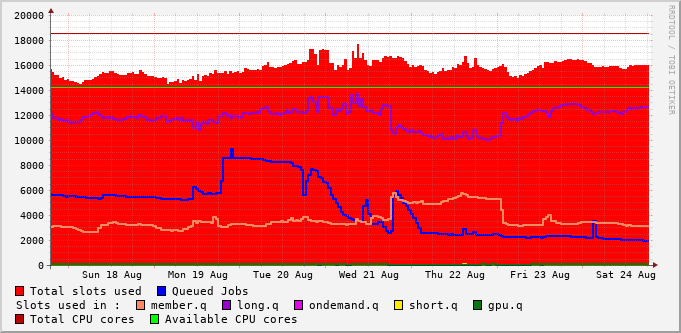 20000
18000
16000
14000
12000
10000
8000
6000
4000
2000
0
Sun 18 Aug Mon 19 Aug Tue 20 Aug Wed 21 Aug Thu 22 Aug Fri 23 Aug Sat 24 Aug
Total slots used Queued Jobs
Slots used in : member.q long.q ondemand.q short.q gpu.q
Total CPU cores Available CPU cores
RRDTOOL / TOBI OETIKER